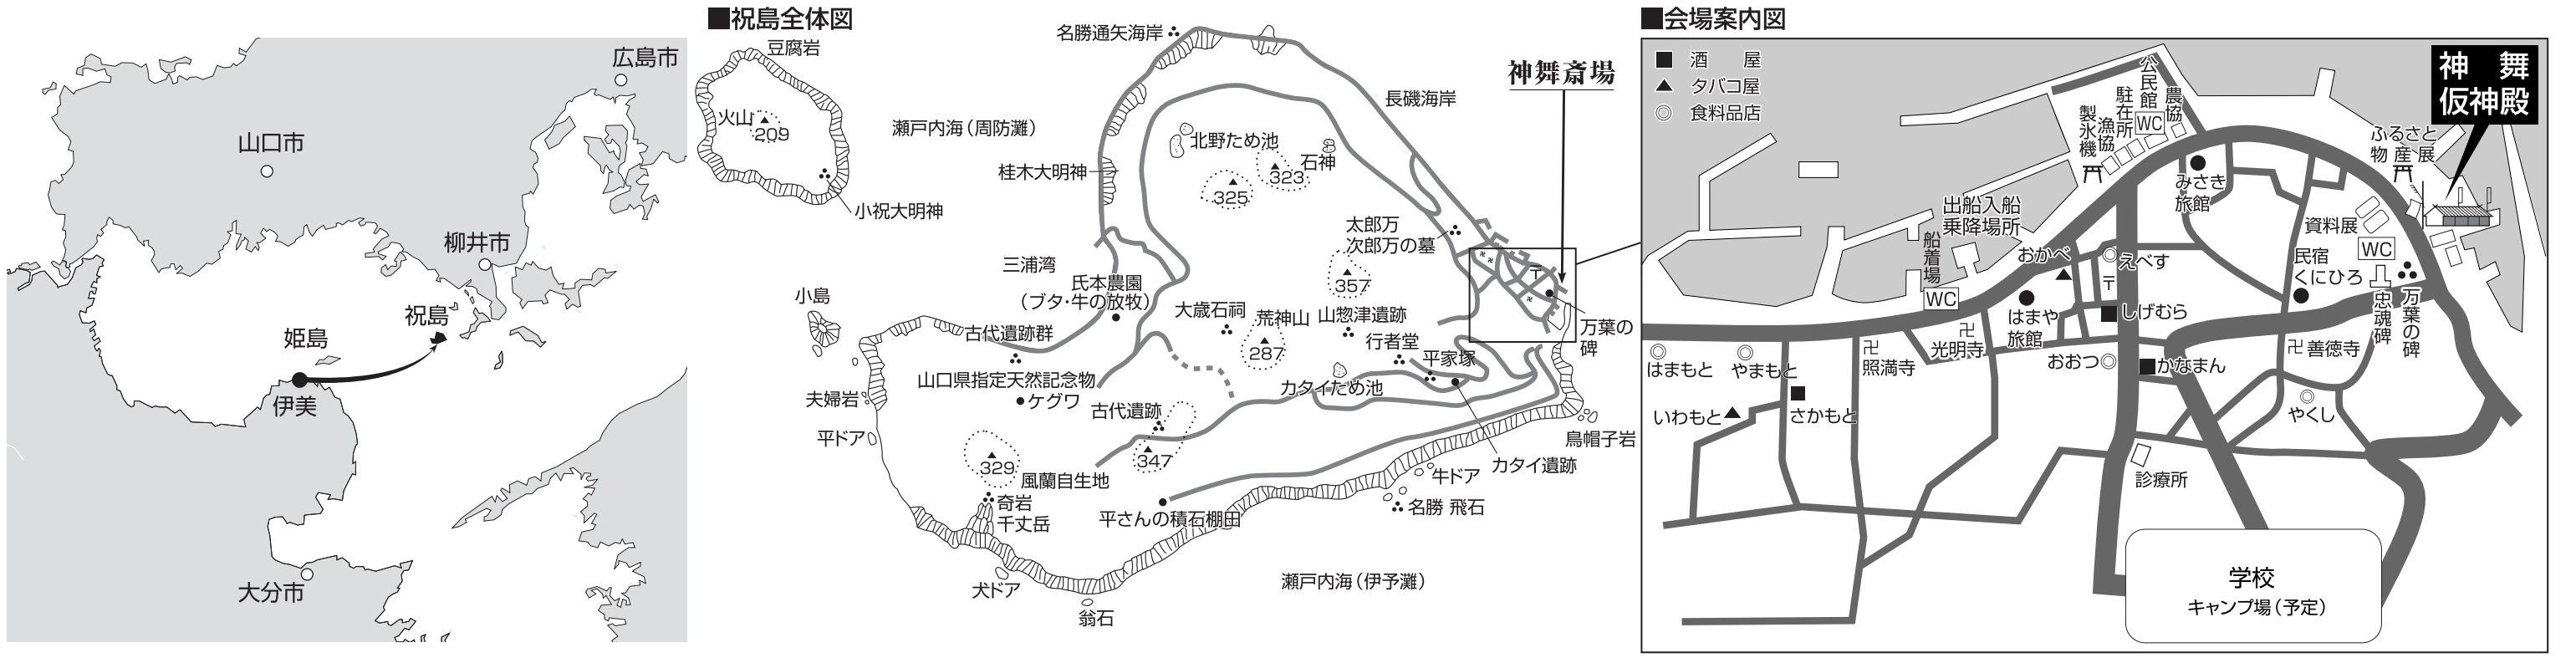 広島市
山口市
柳井市
祝島
姫島
伊美
大分市
■祝島全体図
豆腐岩
火山
209
小祝大明神
名勝通矢海岸
神舞斎場
長磯海岸
瀬戸内海（周防灘）
北野ため池
石神
323
325
桂木大明神
太郎万
次郎万の墓
三浦湾
氏本農園
（ブタ・牛の放牧）
357
小島
大歳石祠
荒神山
山惣津遺跡
287
行者堂
万葉の
碑
古代遺跡群
平家塚
山口県指定天然記念物
ケグワ
カタイため池
夫婦岩
古代遺跡
平ドア
烏帽子岩
347
カタイ遺跡
329
風蘭自生地
牛ドア
奇岩
千丈岳
名勝 飛石
平さんの積石棚田
瀬戸内海（伊予灘）
犬ドア
翁石
■会場案内図
■ 酒　屋
▲ タバコ屋
◎ 食料品店
神　舞
仮神殿
公民館
農協
駐在所
WC
漁協
製氷機
ふるさと
物産展
みさき
旅館
出船入船
乗降場所
船着場
資料展
WC
おかべ
えべす
〒
民宿
くにひろ
WC
はまや
旅館
しげむら
忠魂碑
万葉の碑
卍
光明寺
卍
照満寺
はまもと
やまもと
おおつ
かなまん
卍善徳寺
いわもと
さかもと
やくし
診療所
学校
キャンプ場（予定）